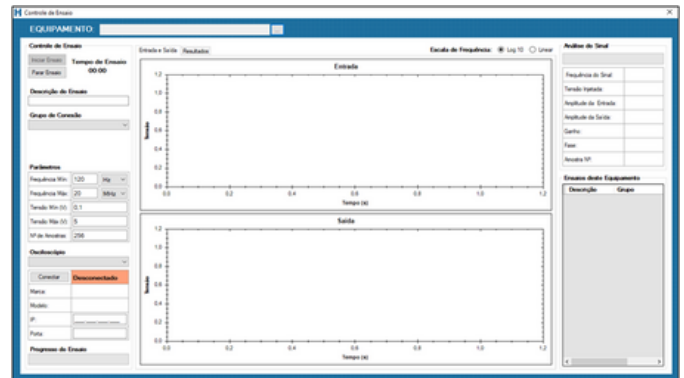 Controle de Ensaio
EQUIPAMENTO:
Controle do Ensaio
Iniciar Ensaio
Parar Ensaio
Tempo de Ensaio
00:00
Descrição do Ensaio
Grupo de Conexão
Parâmetros
Frequência Min: 120 Hz
Frequência Máx: 20 MHz
Tensão Min (V): 0,1
Tensão Máx (V): 5
Nº de Amostras: 256
Osciloscópio
Conectar Desconectado
Marca:
Modelo:
IP:
Porta:
Progresso do Ensaio
Entrada e Saída Resultados
Escala de Frequência: Log 10 Linear
Entrada
Tensão
1.2
1.0
0.8
0.6
0.4
0.2
0.0
0.0 0.2 0.4 0.6 0.8 1.0 1.2
Tempo (s)
Saída
Tensão
1.2
1.0
0.8
0.6
0.4
0.2
0.0
0.0 0.2 0.4 0.6 0.8 1.0 1.2
Tempo (s)
Análise do Sinal
Frequência do Sinal:
Tensão Injetada:
Amplitude da Entrada:
Amplitude da Saída:
Ganho:
Fase:
Amostra Nº:
Ensaios deste Equipamento
Descrição Grupo